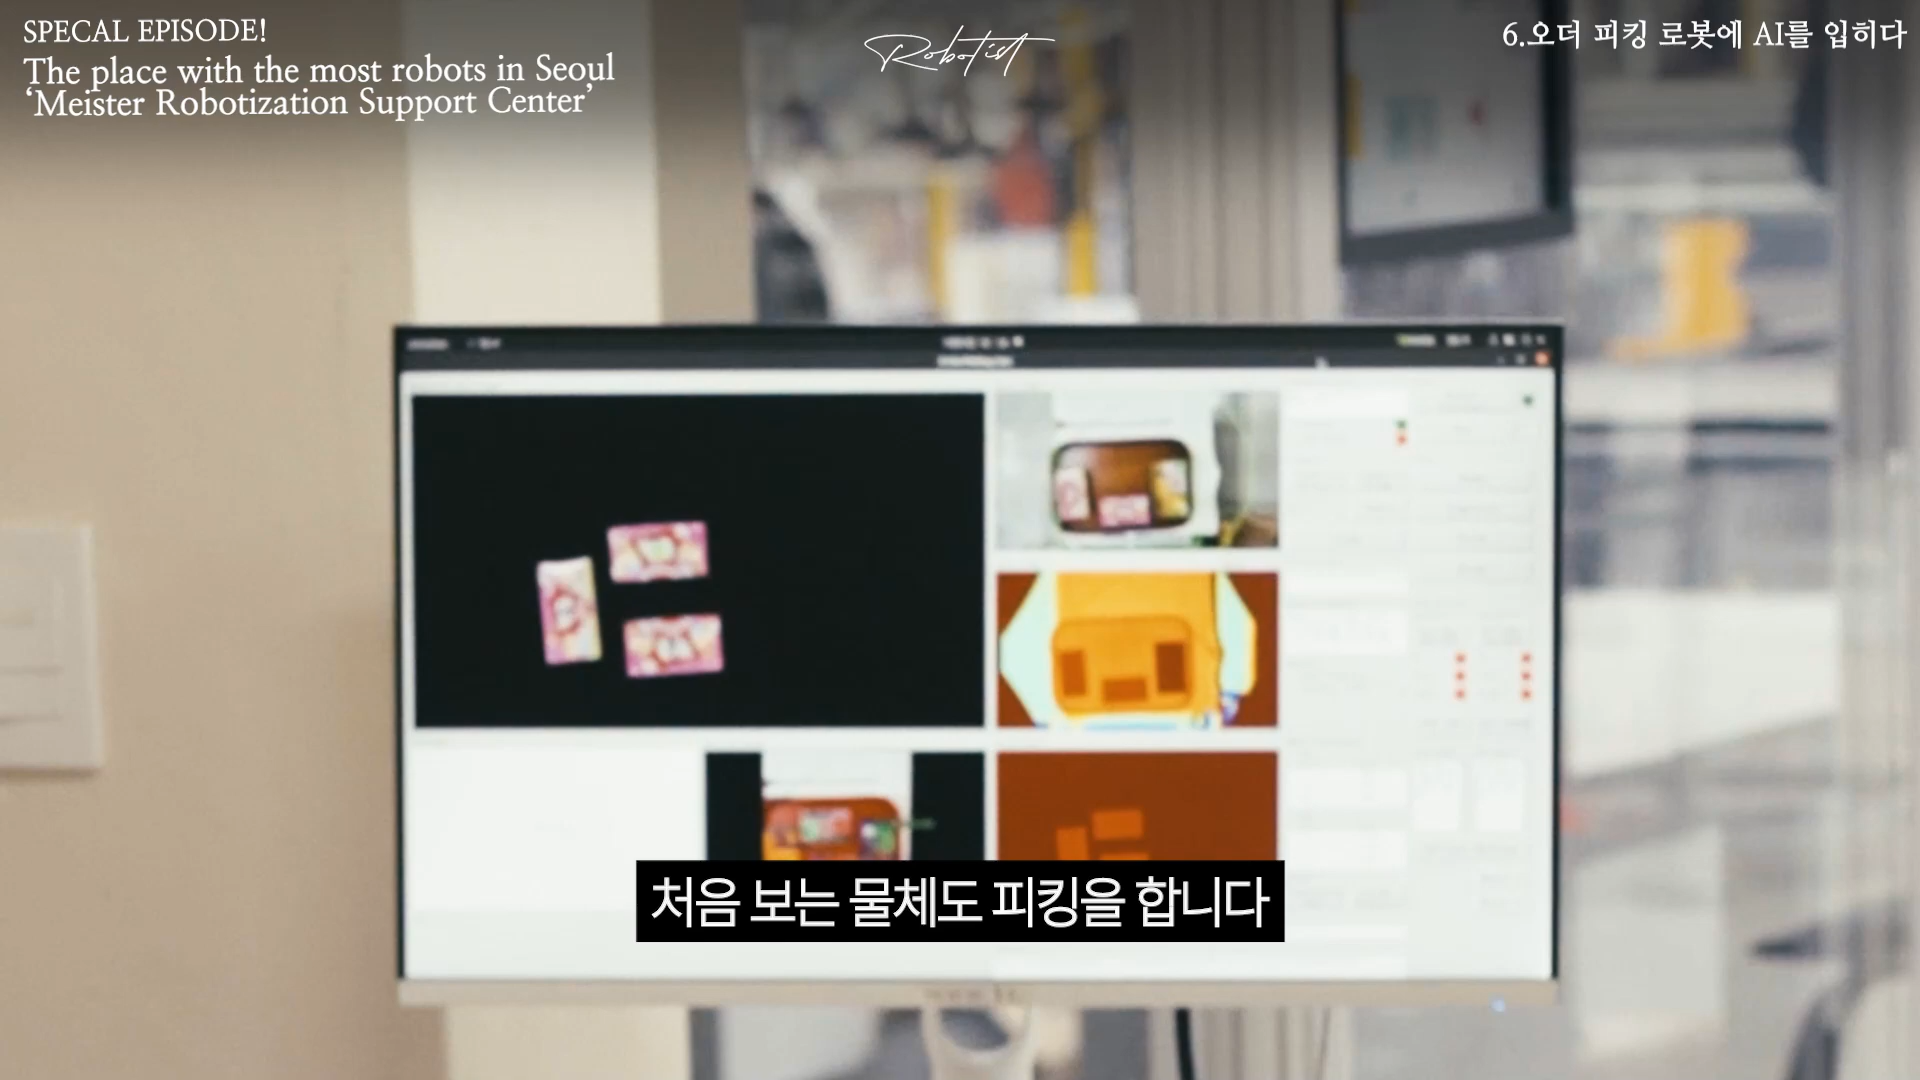 SPECAL EPISODE!
The place with the most robots in Seoul
‘Meister Robotization Support Center’
Robotist
6.오더 피킹 로봇에 AI를 입히다
처음 보는 물체도 피킹을 합니다